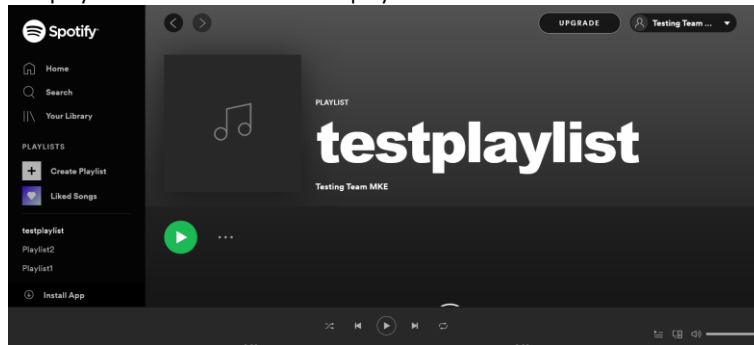 Spotify
Home
Search
Your Library
PLAYLISTS
Create Playlist
Liked Songs
testplaylist
Playlist2
Playlist1
Install App
UPGRADE
Testing Team ...
PLAYLIST
testplaylist
Testing Team MKE